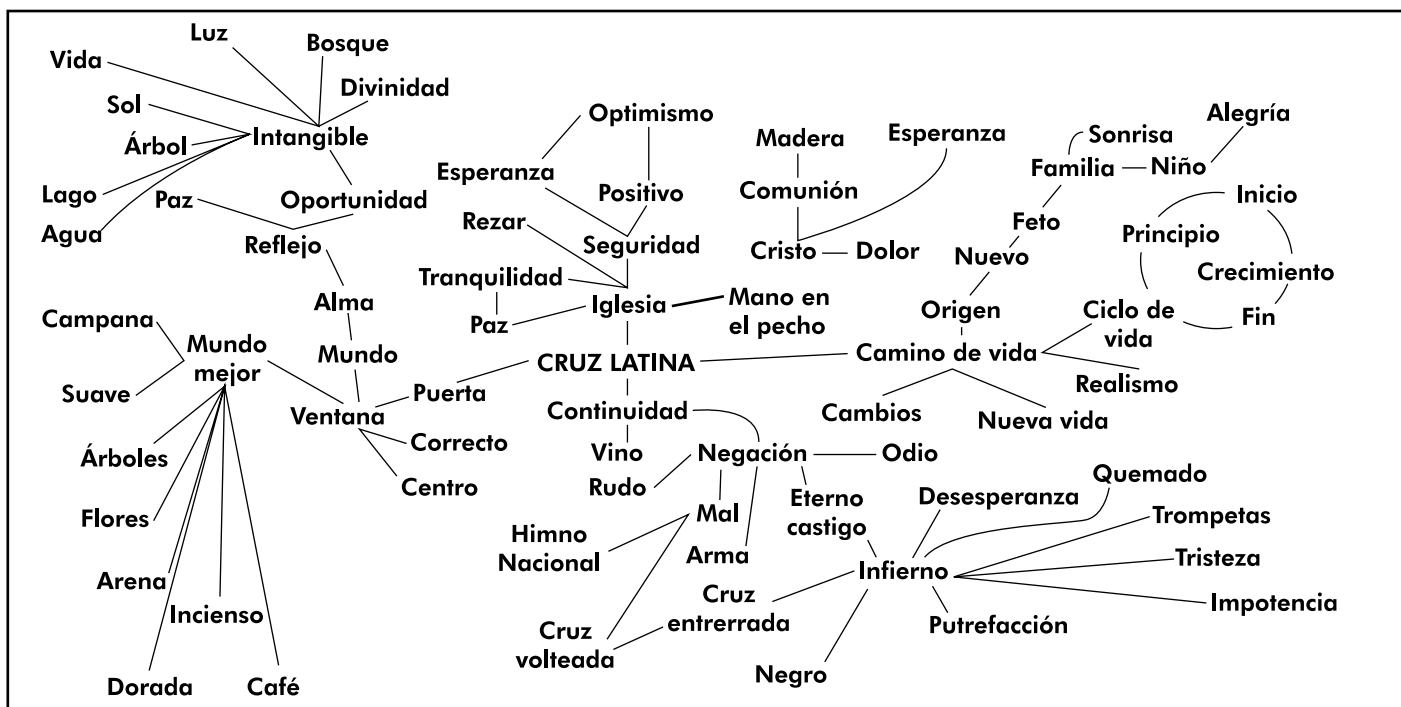 Luz
Bosque
Vida
Divinidad
Sol
Árbol
Intangible
Lago
Agua
Paz
Oportunidad
Reflejo
Alma
Mundo
Optimismo
Esperanza
Positivo
Rezar
Seguridad
Tranquilidad
Paz
Iglesia
Mano en
el pecho
Madera
Comunión
Esperanza
Cristo
Dolor
Alegría
Sonrisa
Familia
Niño
Feto
Nuevo
Origen
Inicio
Principio
Crecimiento
Ciclo de
vida
Fin
Campana
Mundo
mejor
Suave
Ventana
Puerta
CRUZ LATINA
Camino de vida
Realismo
Cambios
Nueva vida
Continuidad
Vino
Correcto
Centro
Árboles
Flores
Arena
Incienso
Dorada
Café
Negación
Odio
Rudo
Mal
Eterno
castigo
Himno
Nacional
Arma
Desesperanza
Quemado
Trompetas
Tristeza
Infierno
Impotencia
Cruz
entrerrada
Putrefacción
Cruz
volteada
Negro